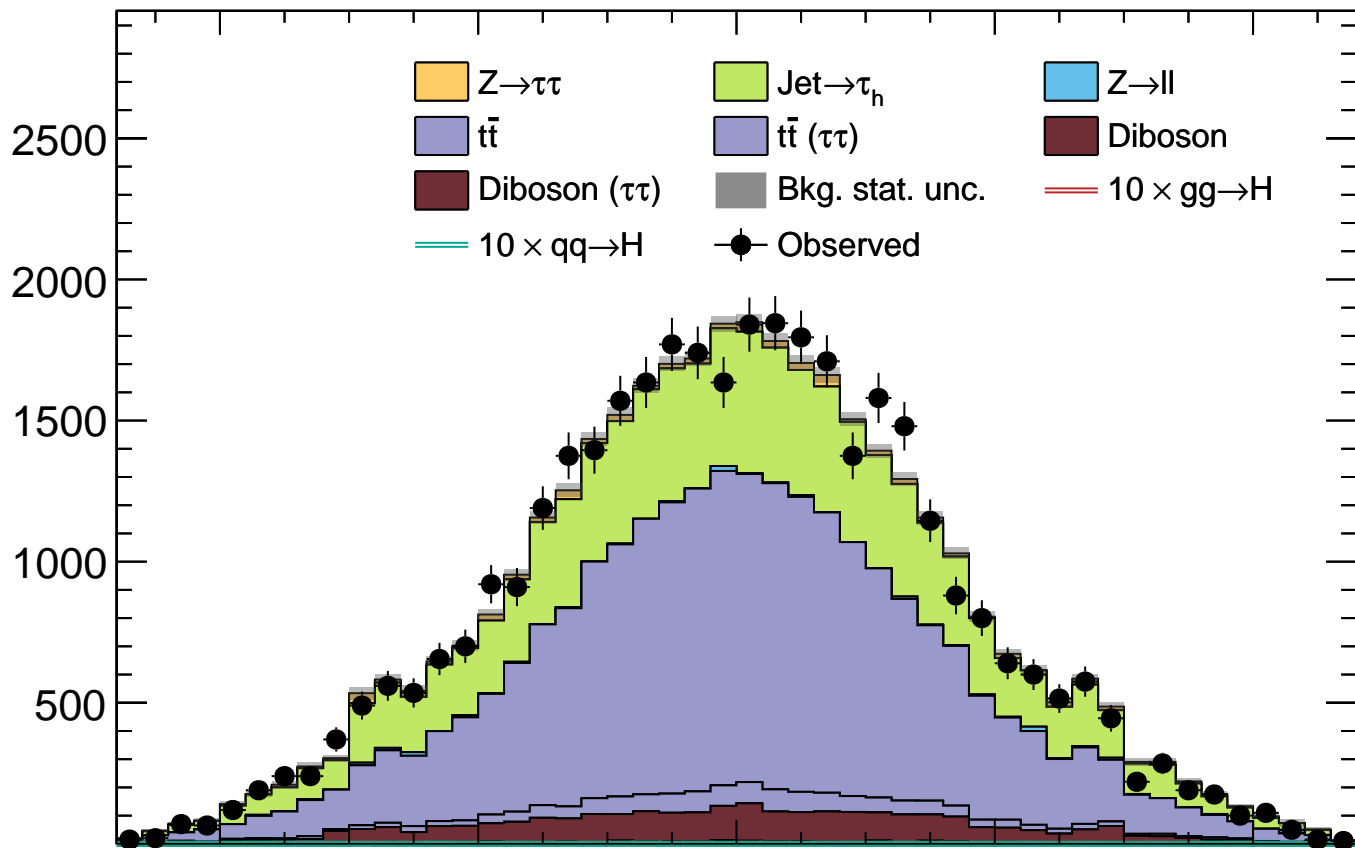 Z→ττ Jet→τh Z→ll
tt̄ tt̄ (ττ) Diboson
Diboson (ττ) Bkg. stat. unc. 10 × gg→H
10 × qq→H Observed
2500
2000
1500
1000
500